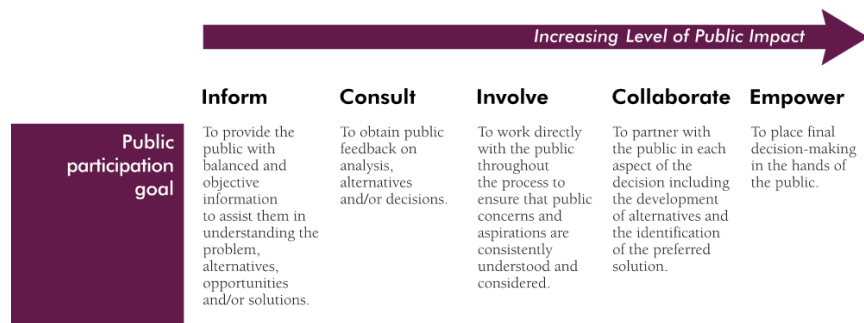 Increasing Level of Public Impact
Inform
Consult
Involve
Collaborate
Empower
Public
participation
goal
To provide the
public with
balanced and
objective
information
to assist them in
understanding the
problem,
alternatives,
opportunities
and/or solutions.
To obtain public
feedback on
analysis,
alternatives
and/or decisions.
To work directly
with the public
throughout
the process to
ensure that public
concerns and
aspirations are
consistently
understood and
considered.
To partner with
the public in each
aspect of the
decision including
the development
of alternatives and
the identification
of the preferred
solution.
To place final
decision-making
in the hands of
the public.